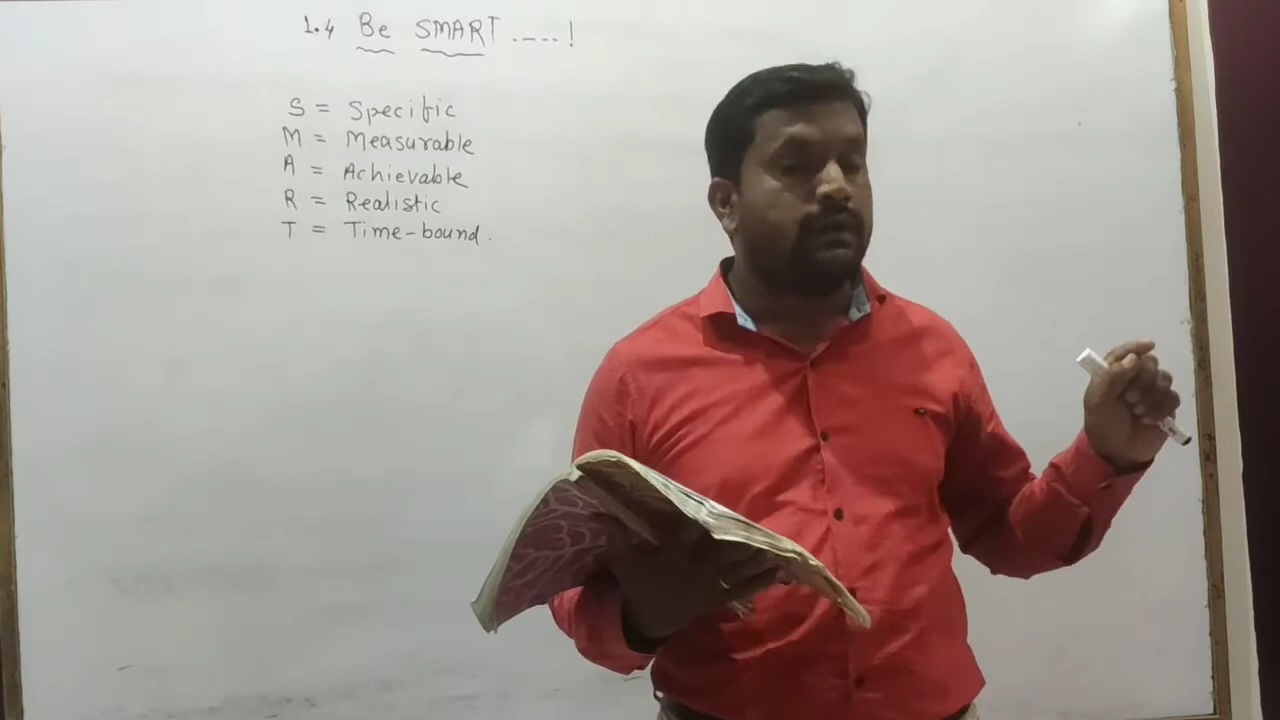 1.4 Be SMART .----!
S = Specific
M = Measurable
A = Achievable
R = Realistic
T = Time-bound.